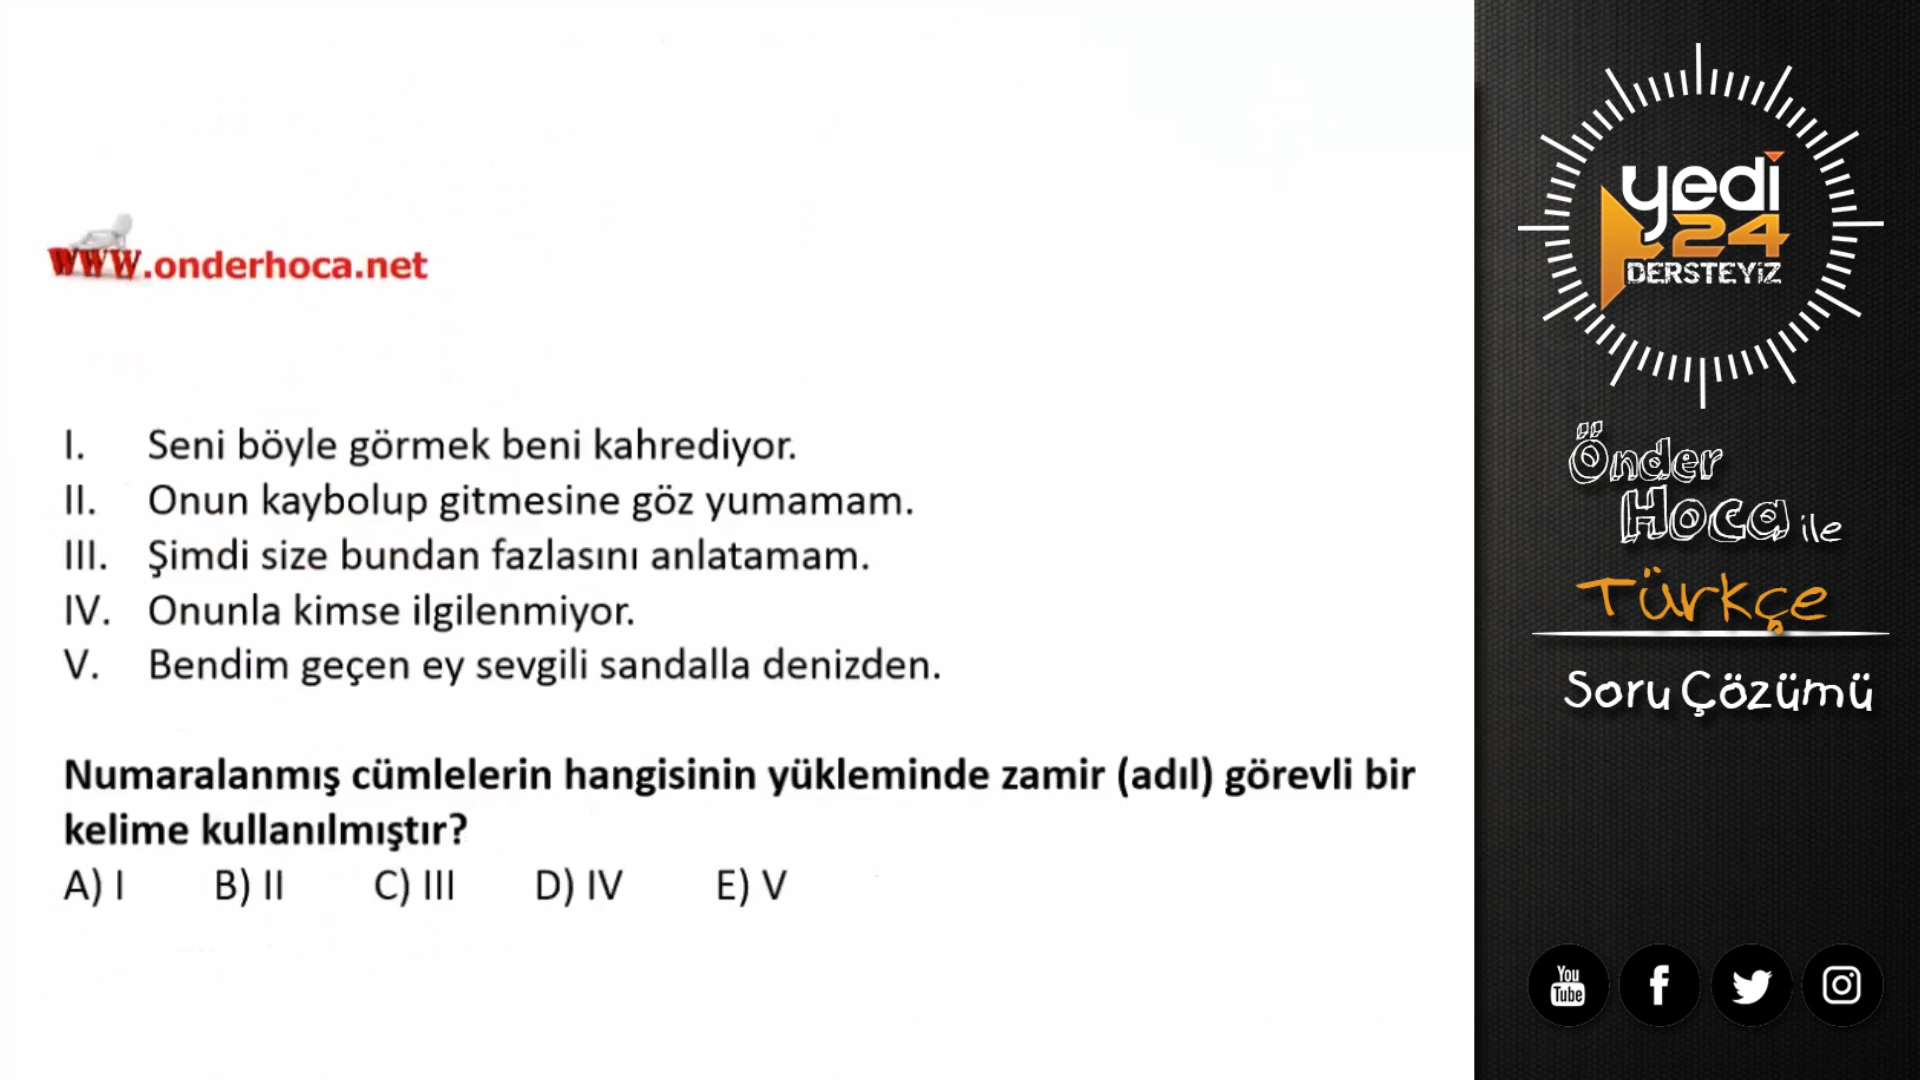 www.onderhoca.net
I. Seni böyle görmek beni kahrediyor.
II. Onun kaybolup gitmesine göz yumamam.
III. Şimdi size bundan fazlasını anlatamam.
IV. Onunla kimse ilgilenmiyor.
V. Bendim geçen ey sevgili sandalla denizden.
Numaralanmış cümlelerin hangisinin yükleminde zamir (adıl) görevli bir
kelime kullanılmıştır?
A) I B) II C) III D) IV E) V
yedi
24
DERSTEYİZ
Önder
Hoca ile
Türkçe
Soru Çözümü
You
Tube